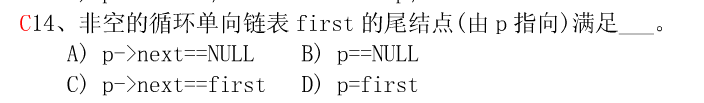 C14、非空的循环单向链表 first 的尾结点(由 p 指向)满足___。
A) p->next==NULL B) p==NULL
C) p->next==first D) p=first